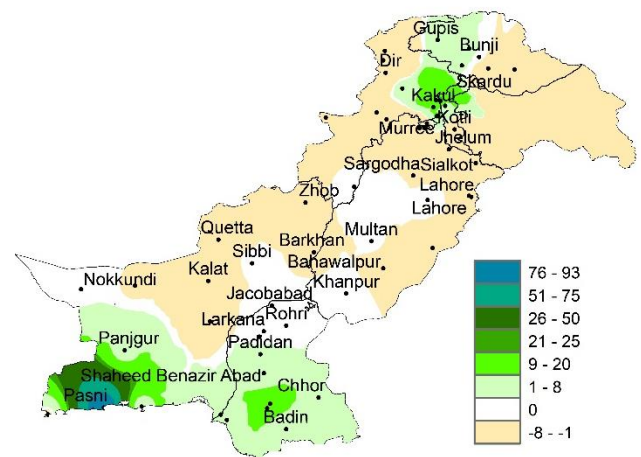 Gupis
Bunji
Dir
Skardu
Kakul
Kotli
Murree
Jhelum
Sargodha
Sialkot
Lahore
Zhob
Lahore
Quetta
Multan
Sibbi
Barkhan
Bahawalpur
Nokkundi
Kalat
Khanpur
Jacobabad
Larkana
Rohri
Panjgur
Padidan
Shaheed Benazir Abad
Chhor
Pasni
Badin
76 - 93
51 - 75
26 - 50
21 - 25
9 - 20
1 - 8
0
-8 - -1